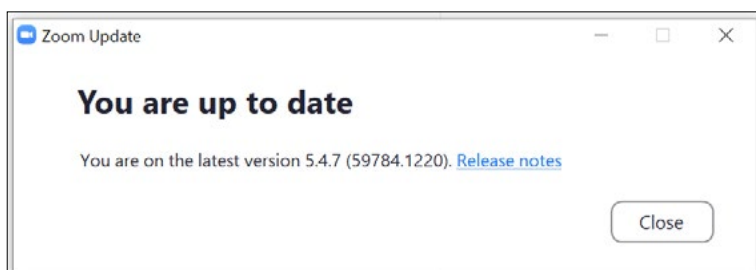 Zoom Update
You are up to date
You are on the latest version 5.4.7 (59784.1220). Release notes
Close